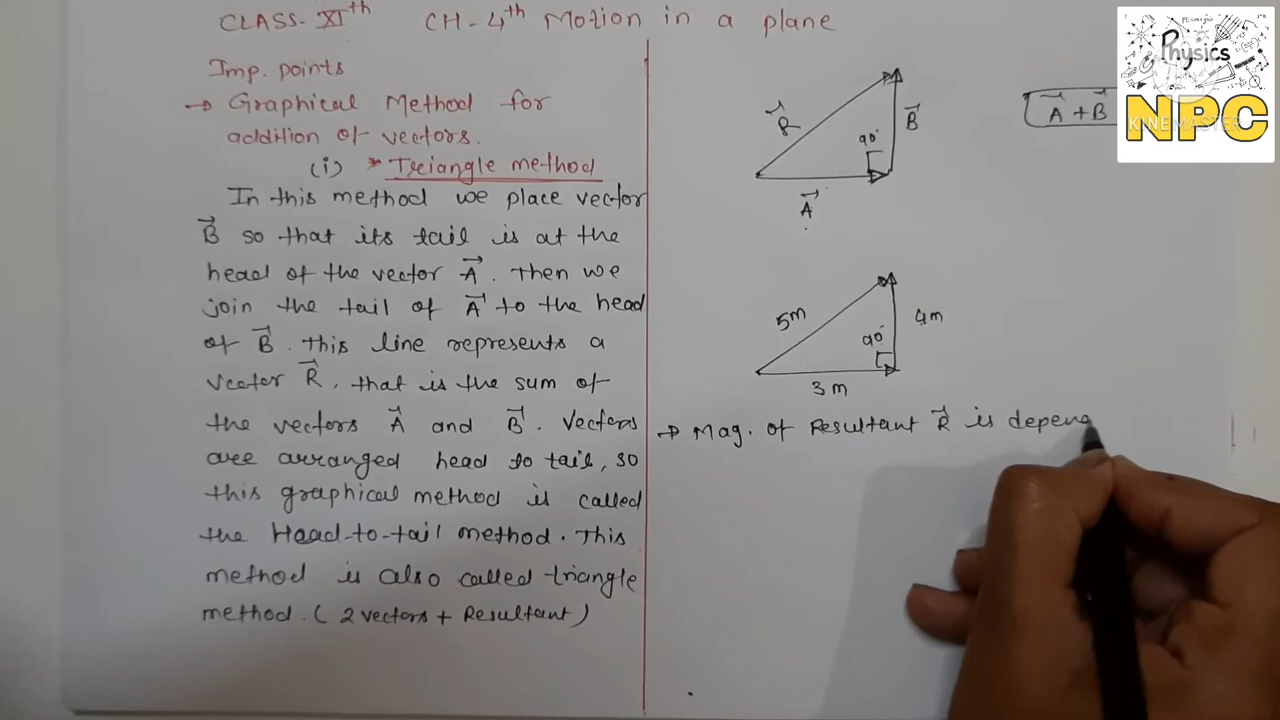 CLASS-XIth CH-4th Motion in a plane
Imp. points
→ Graphical Method for
addition of vectors.
(i) * Triangle method
In this method we place vector
B⃗ so that its tail is at the
head of the vector A⃗. Then we
join the tail of A⃗ to the head
of B⃗. This line represents a
vector R⃗, that is the sum of
the vectors A⃗ and B⃗. Vectors
are arranged head to tail, so
this graphical method is called
the Head-to-tail method. This
method is also called triangle
method. (2 vectors + Resultant)
R⃗
90°
B⃗
A⃗
A⃗ + B⃗
5m
90°
4m
3m
→ Mag. of Resultant R⃗ is depend
Physics
NPC
KINEMASTER